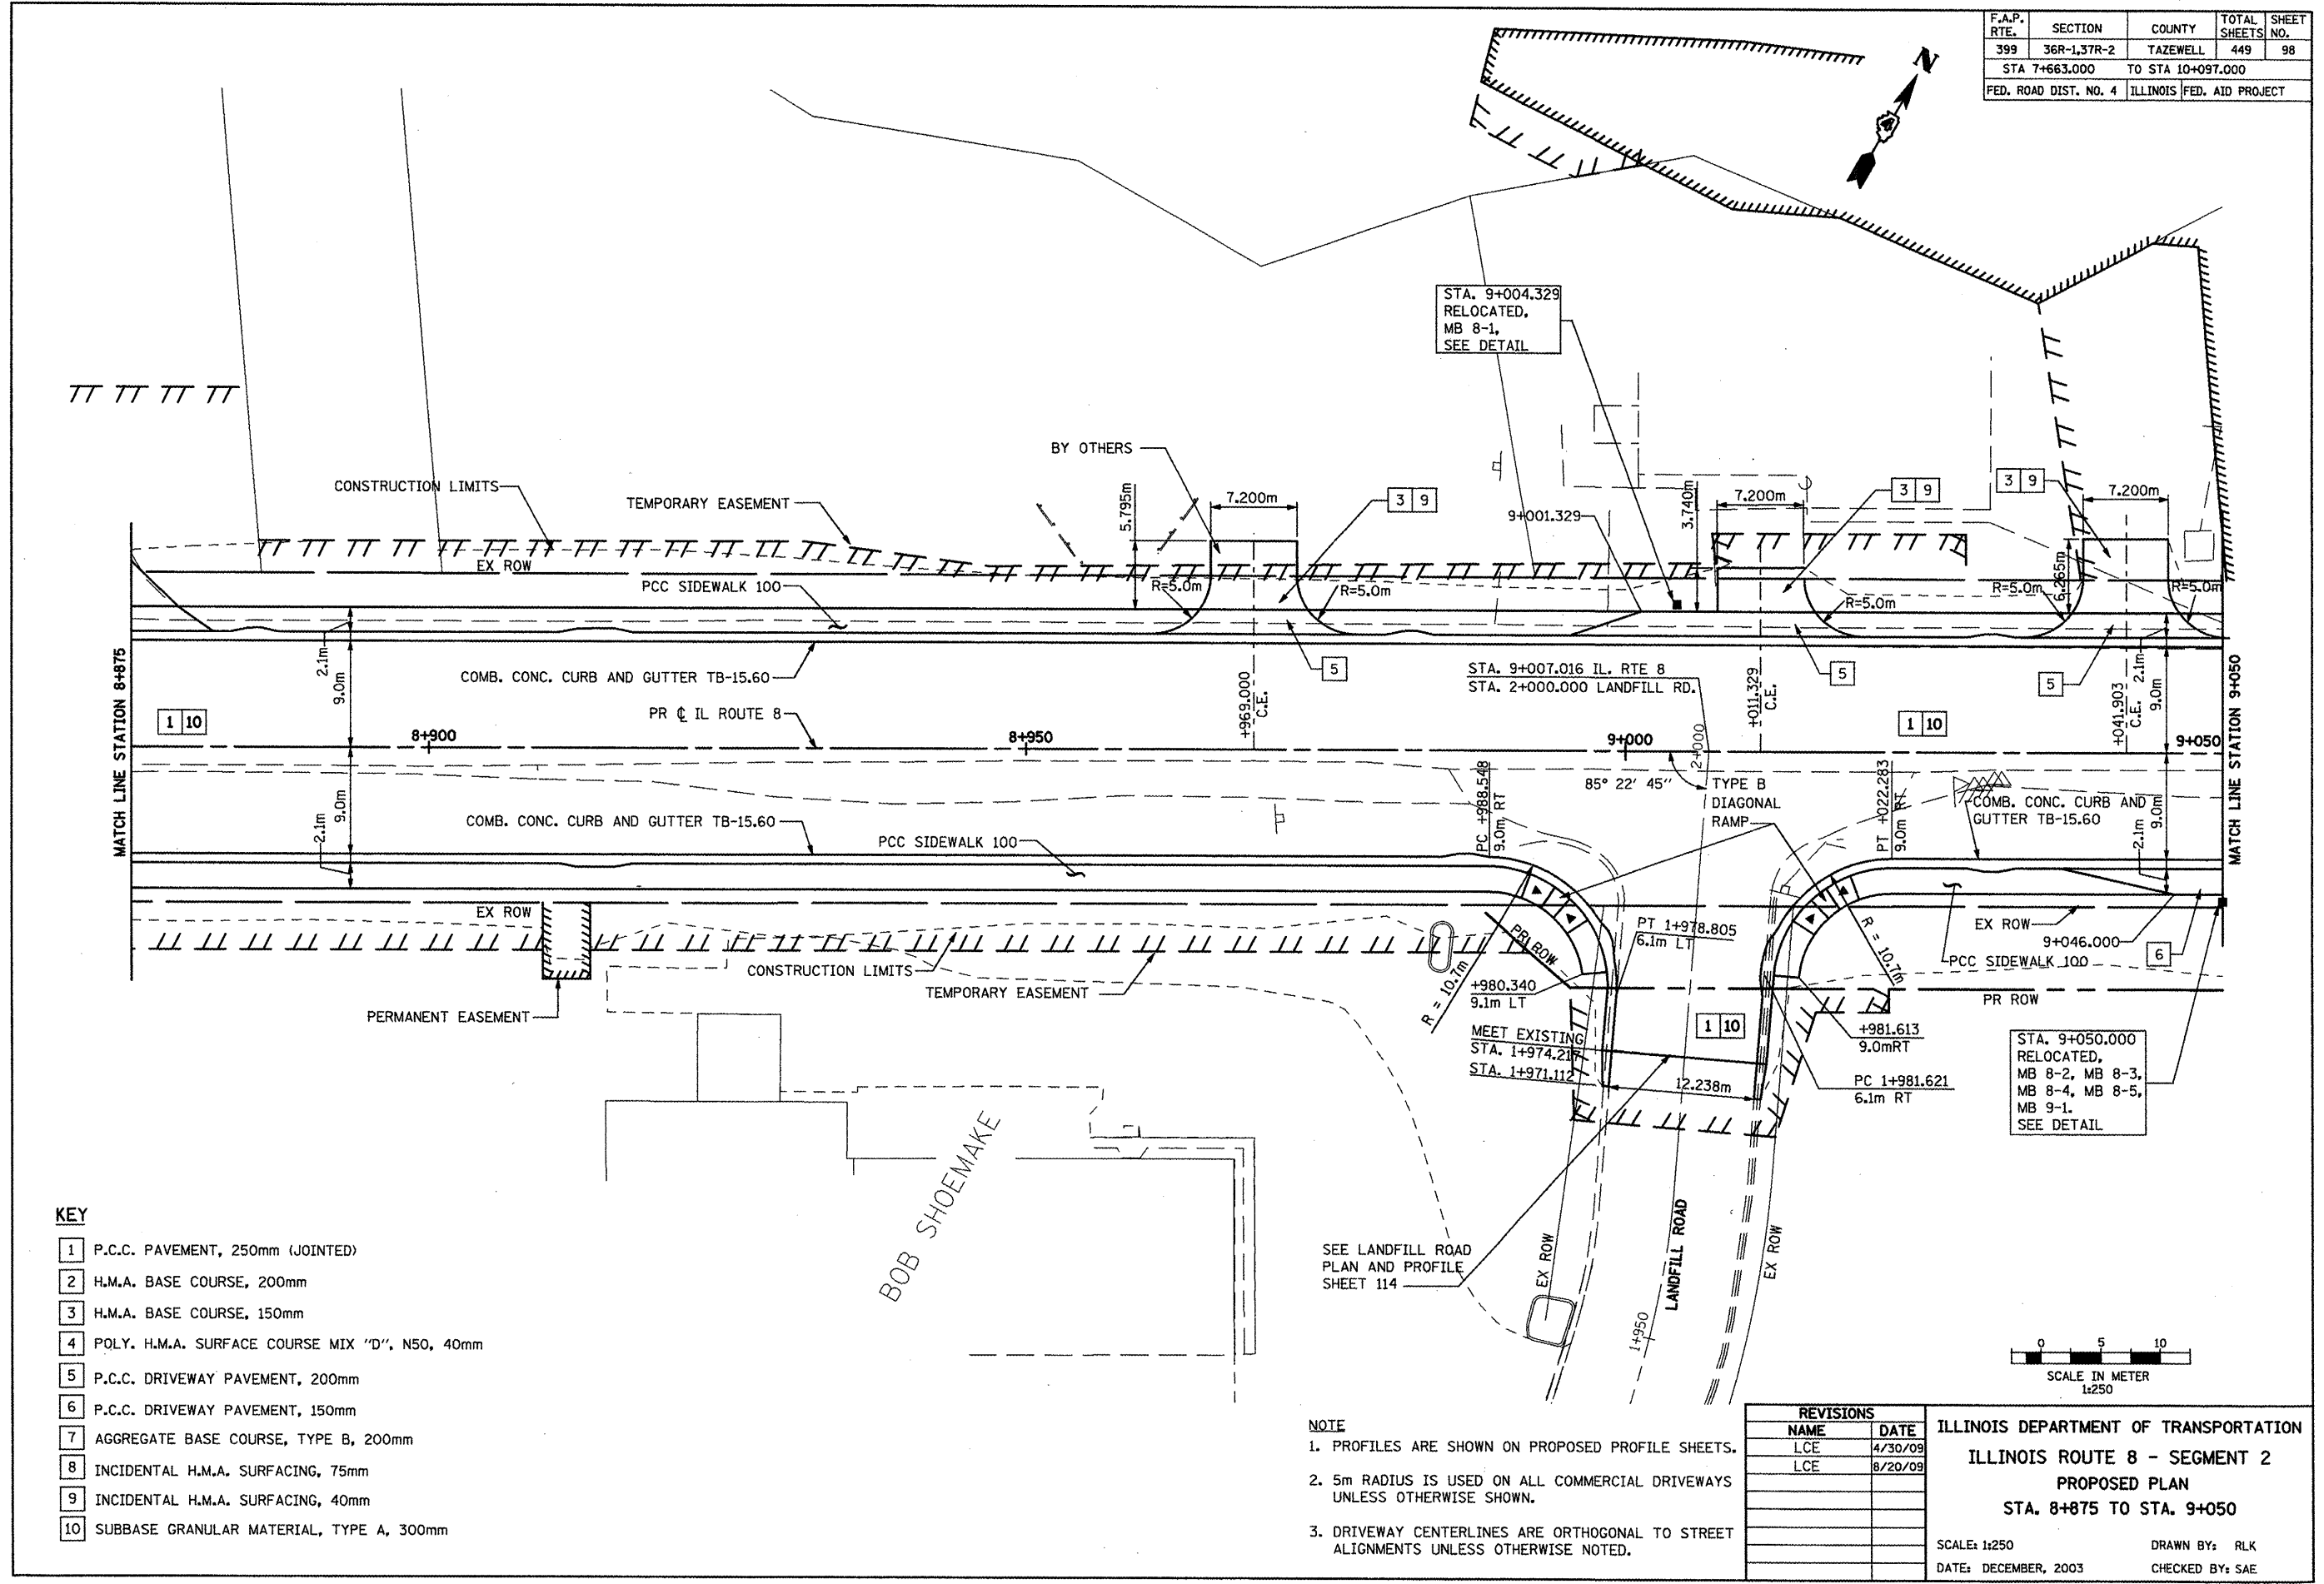 F.A.P. RTE. SECTION COUNTY TOTAL SHEETS SHEET NO.
399 36R-1,37R-2 TAZEWELL 449 98
STA 7+663.000 TO STA 10+097.000
FED. ROAD DIST. NO. 4 ILLINOIS FED. AID PROJECT
N
4
STA. 9+004.329
RELOCATED,
MB 8-1,
SEE DETAIL
BY OTHERS
CONSTRUCTION LIMITS
TEMPORARY EASEMENT
5.795m
7.200m
3 9
9+001.329
3.740m
7.200m
3 9
3 9
7.200m
EX ROW
PCC SIDEWALK 100
R=5.0m
R=5.0m
R=5.0m
R=5.0m
6.265m
R=5.0m
MATCH LINE STATION 8+875
2.1m
9.0m
COMB. CONC. CURB AND GUTTER TB-15.60
5
STA. 9+007.016 IL. RTE 8
STA. 2+000.000 LANDFILL RD.
5
5
2.1m
9.0m
MATCH LINE STATION 9+050
1 10
PR ℄ IL ROUTE 8
+969.000
C.E.
+011.329
C.E.
1 10
+041.903
C.E.
8+900
8+950
9+000
2+000
9+050
9.0m
2.1m
COMB. CONC. CURB AND GUTTER TB-15.60
PCC SIDEWALK 100
PC +988.548
9.0m RT
85° 22' 45"
TYPE B
DIAGONAL
RAMP
PT +022.283
9.0m RT
COMB. CONC. CURB AND
GUTTER TB-15.60
9.0m
2.1m
EX ROW
PR ROW
PT 1+978.805
6.1m LT
EX ROW
9+046.000
PCC SIDEWALK 100
6
CONSTRUCTION LIMITS
TEMPORARY EASEMENT
PERMANENT EASEMENT
R = 10.7m
R = 10.7m
+980.340
9.1m LT
PR ROW
MEET EXISTING
STA. 1+974.217
STA. 1+971.112
1 10
12.238m
+981.613
9.0mRT
PC 1+981.621
6.1m RT
STA. 9+050.000
RELOCATED,
MB 8-2, MB 8-3,
MB 8-4, MB 8-5,
MB 9-1.
SEE DETAIL
BOB SHOEMAKE
SEE LANDFILL ROAD
PLAN AND PROFILE
SHEET 114
EX ROW
LANDFILL ROAD
EX ROW
1+950
KEY
1 P.C.C. PAVEMENT, 250mm (JOINTED)
2 H.M.A. BASE COURSE, 200mm
3 H.M.A. BASE COURSE, 150mm
4 POLY. H.M.A. SURFACE COURSE MIX "D", N50, 40mm
5 P.C.C. DRIVEWAY PAVEMENT, 200mm
6 P.C.C. DRIVEWAY PAVEMENT, 150mm
7 AGGREGATE BASE COURSE, TYPE B, 200mm
8 INCIDENTAL H.M.A. SURFACING, 75mm
9 INCIDENTAL H.M.A. SURFACING, 40mm
10 SUBBASE GRANULAR MATERIAL, TYPE A, 300mm
0 5 10
SCALE IN METER
1:250
NOTE
1. PROFILES ARE SHOWN ON PROPOSED PROFILE SHEETS.
2. 5m RADIUS IS USED ON ALL COMMERCIAL DRIVEWAYS
UNLESS OTHERWISE SHOWN.
3. DRIVEWAY CENTERLINES ARE ORTHOGONAL TO STREET
ALIGNMENTS UNLESS OTHERWISE NOTED.
REVISIONS
NAME DATE
LCE 4/30/09
LCE 8/20/09
ILLINOIS DEPARTMENT OF TRANSPORTATION
ILLINOIS ROUTE 8 - SEGMENT 2
PROPOSED PLAN
STA. 8+875 TO STA. 9+050
SCALE: 1:250 DRAWN BY: RLK
DATE: DECEMBER, 2003 CHECKED BY: SAE